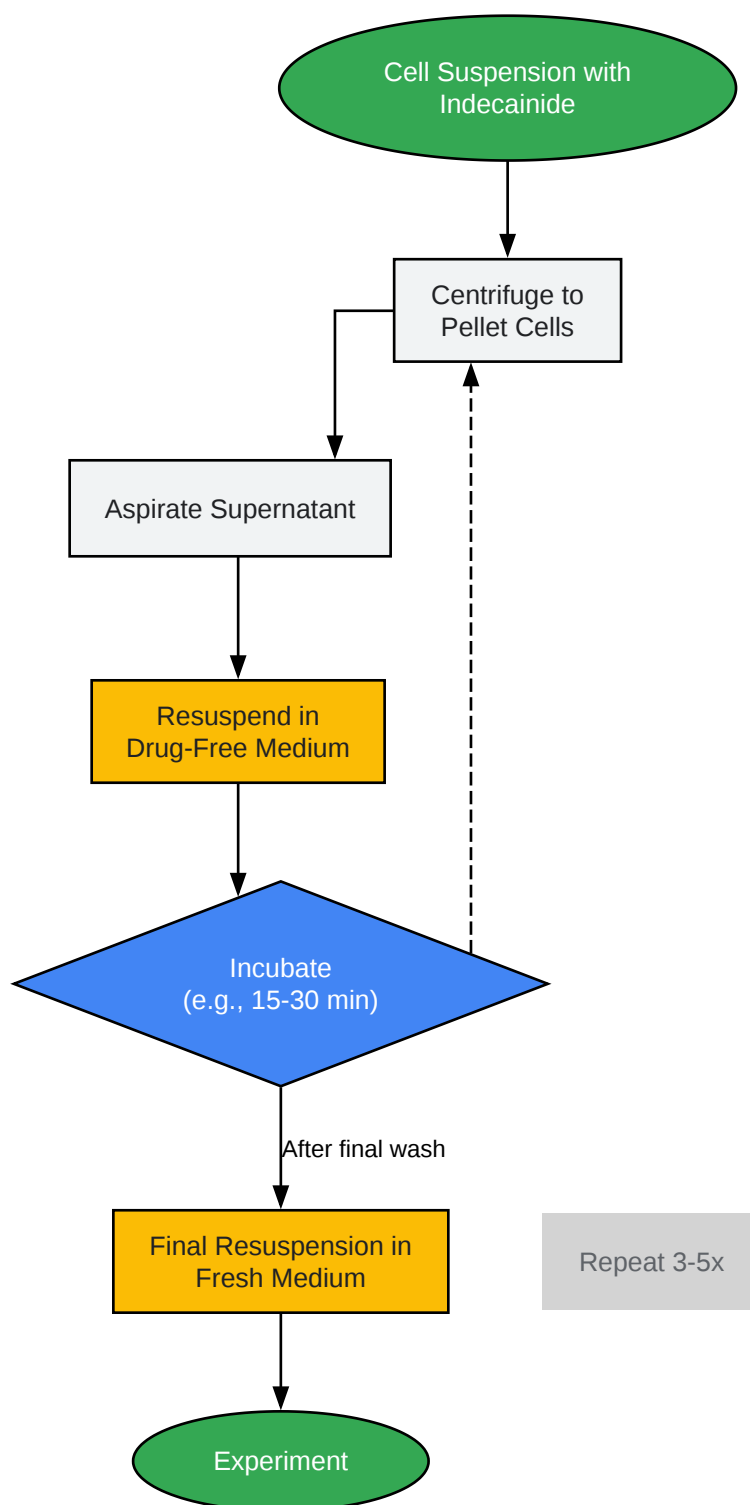 Cell Suspension with
Indecainide
Centrifuge to
Pellet Cells
Aspirate Supernatant
Resuspend in
Drug-Free Medium
Incubate
(e.g., 15-30 min)
After final wash
Final Resuspension in
Fresh Medium
Repeat 3-5x
Experiment